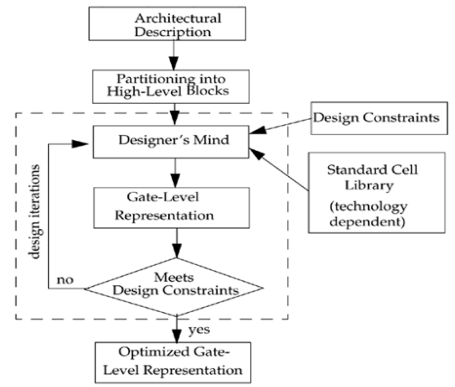 Architectural
Description
Partitioning into
High-Level Blocks
Designer's Mind
Design Constraints
Standard Cell
Library
(technology
dependent)
Gate-Level
Representation
design iterations
Meets
Design Constraints
no
yes
Optimized Gate-
Level Representation